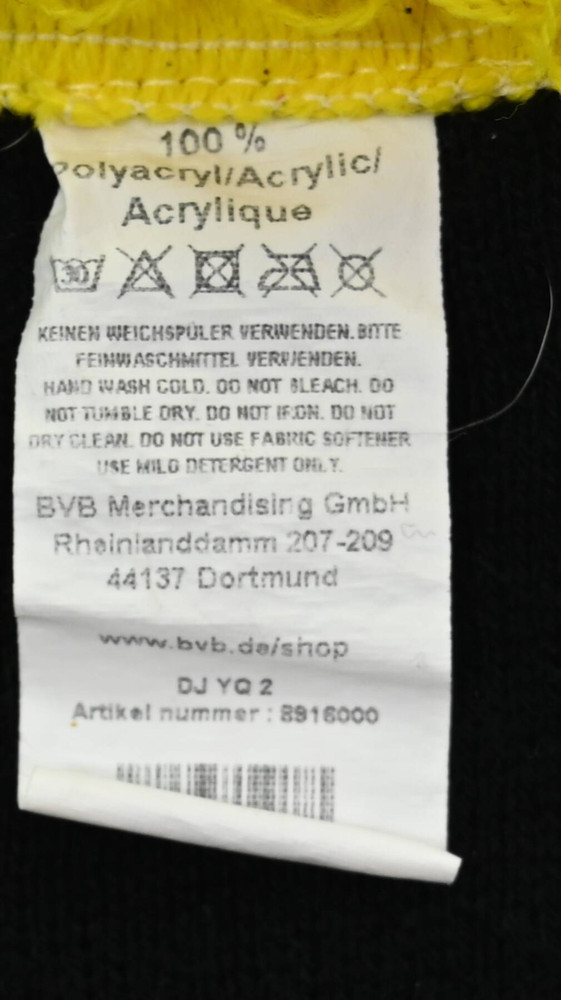 100 %
Polyacryl/Acrylic/
Acrylique
30
KEINEN WEICHSPÜLER VERWENDEN. BITTE
FEINWASCHMITTEL VERWENDEN.
HAND WASH COLD. DO NOT BLEACH. DO
NOT TUMBLE DRY. DO NOT IRON. DO NOT
DRY CLEAN. DO NOT USE FABRIC SOFTENER
USE MILD DETERGENT ONLY.
BVB Merchandising GmbH
Rheinlanddamm 207-209
44137 Dortmund
www.bvb.de/shop
DJ YQ 2
Artikel nummer : 8916000